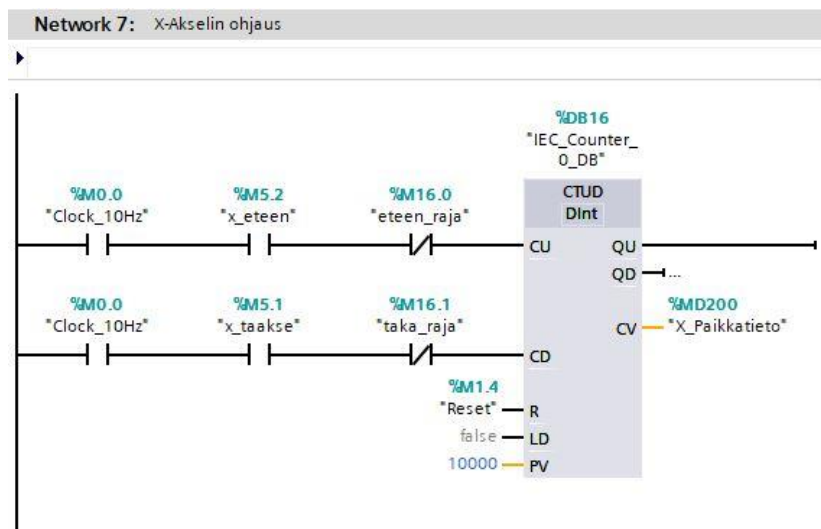 Network 7: X-Akselin ohjaus
%DB16
"IEC_Counter_
0_DB"
%M0.0
"Clock_10Hz"
%M5.2
"x_eteen"
%M16.0
"eteen_raja"
CTUD
DInt
CU
QU
QD
...
%M0.0
"Clock_10Hz"
%M5.1
"x_taakse"
%M16.1
"taka_raja"
%MD200
CV
"X_Paikkatieto"
CD
%M1.4
"Reset"
R
false
LD
10000
PV